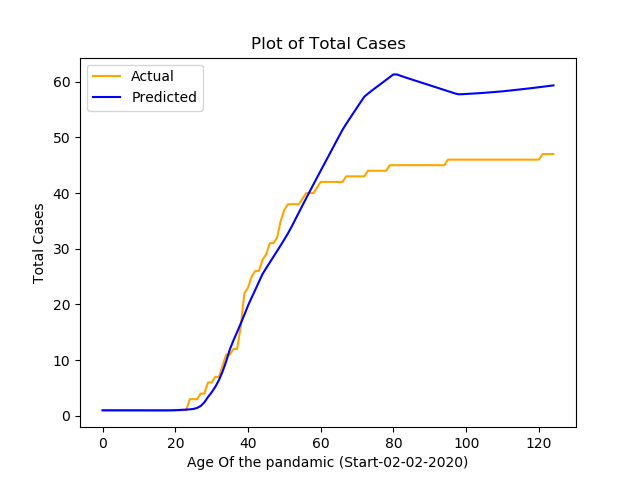 Plot of Total Cases
Actual
Predicted
60
50
40
30
20
10
0
Total Cases
0 20 40 60 80 100 120
Age Of the pandamic (Start-02-02-2020)